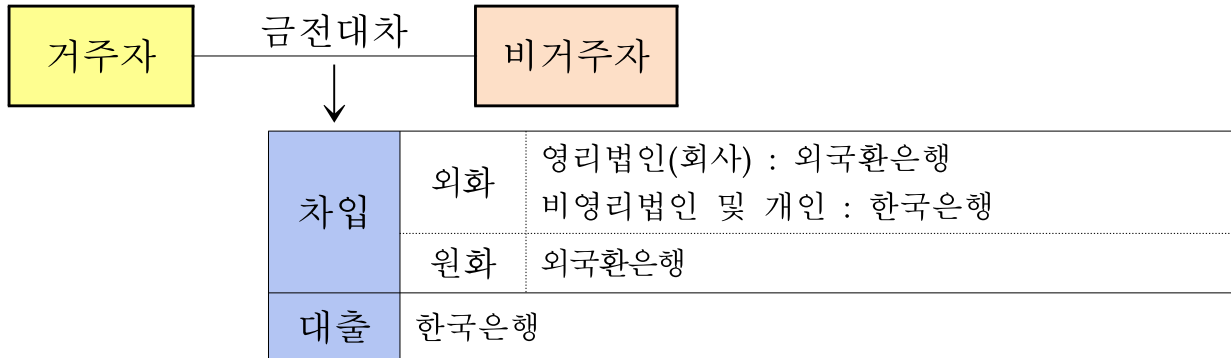 거주자
금전대차
비거주자
차입
외화
영리법인(회사) : 외국환은행
비영리법인 및 개인 : 한국은행
원화
외국환은행
대출
한국은행